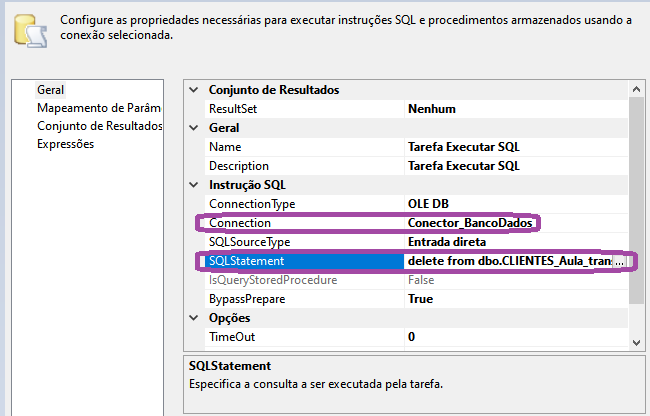 Configure as propriedades necessárias para executar instruções SQL e procedimentos armazenados usando a
conexão selecionada.
Geral
Mapeamento de Parâm
Conjunto de Resultados
Expressões
Conjunto de Resultados
ResultSet Nenhum
Geral
Name Tarefa Executar SQL
Description Tarefa Executar SQL
Instrução SQL
ConnectionType OLE DB
Connection Conector_BancoDados
SQLSourceType Entrada direta
SQLStatement delete from dbo.CLIENTES_Aula_tran ...
IsQueryStoredProcedure False
BypassPrepare True
Opções
TimeOut 0
SQLStatement
Especifica a consulta a ser executada pela tarefa.